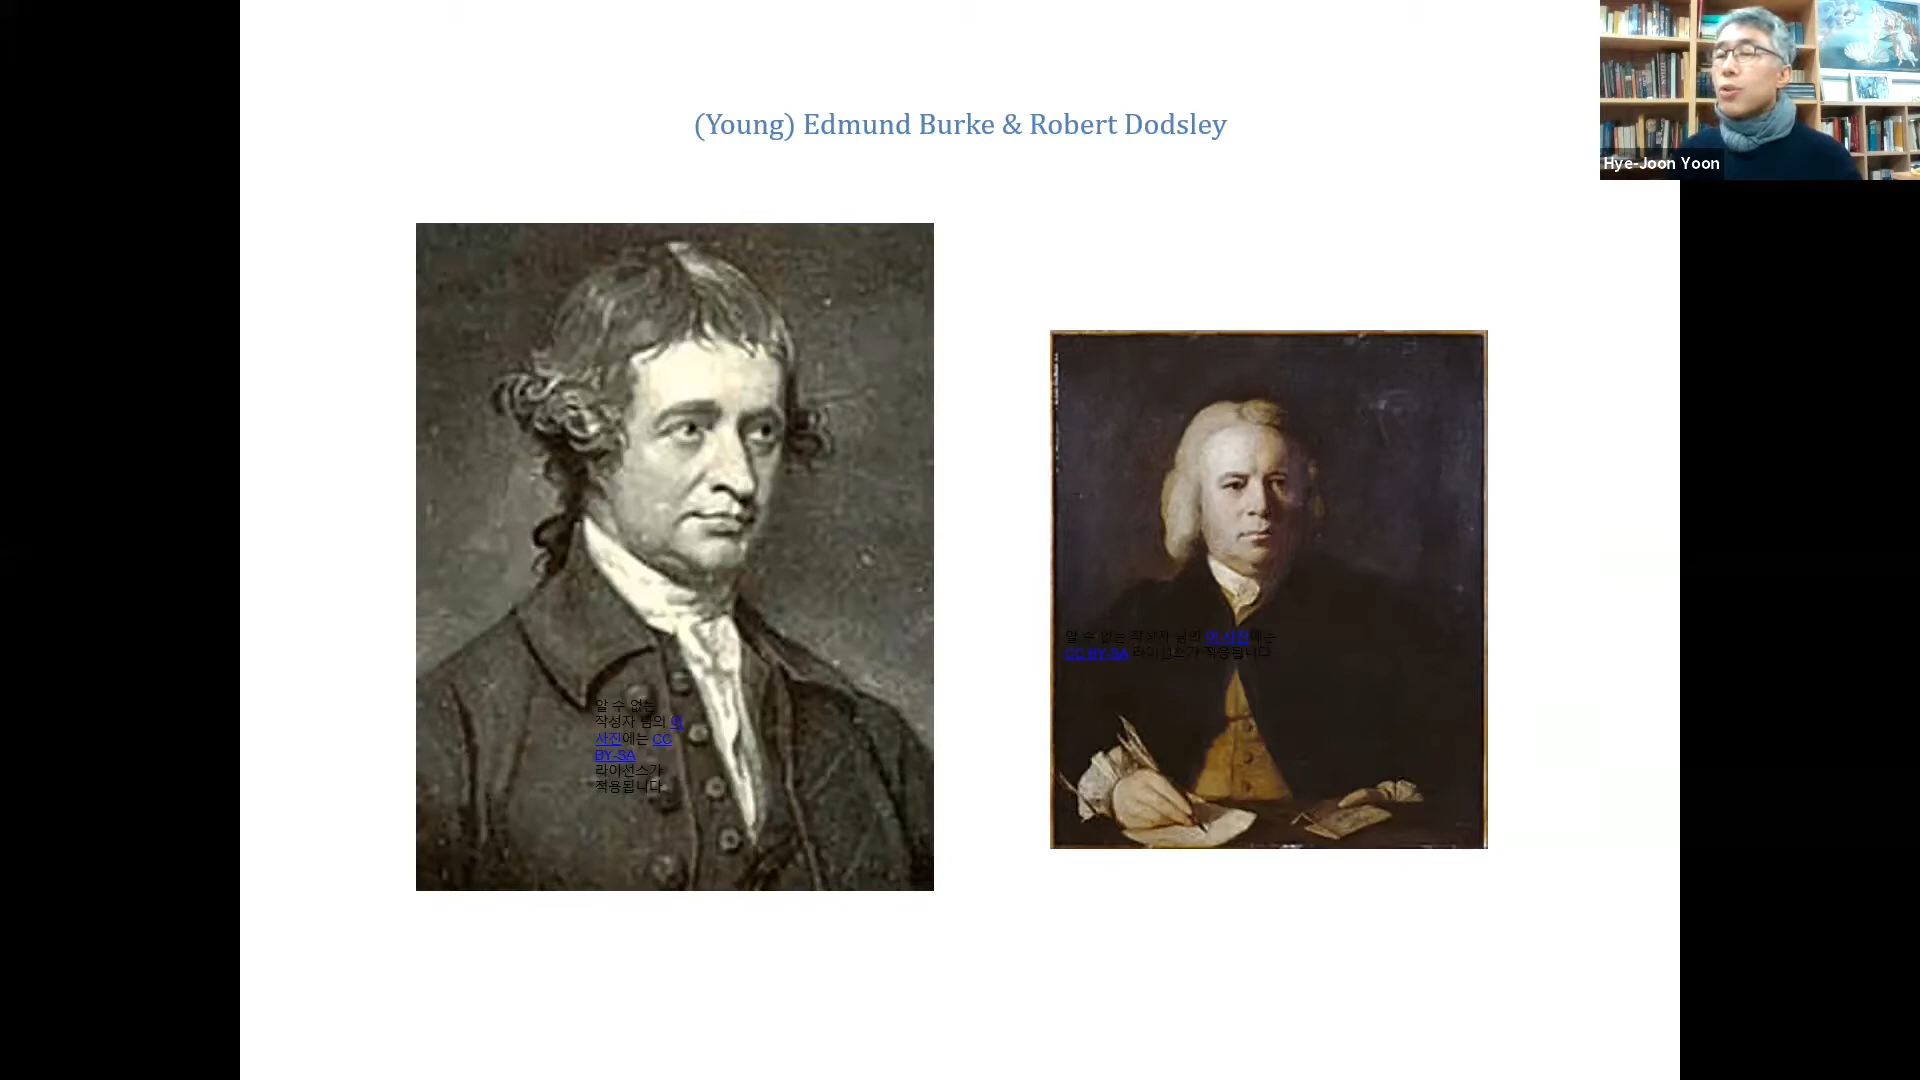 (Young) Edmund Burke & Robert Dodsley
Hye-Joon Yoon
알 수 없는
작성자 님의 이
사진에는 CC
BY-SA
라이선스가
적용됩니다
알 수 없는 작성자 님의 이 사진에는
CC BY-SA 라이선스가 적용됩니다